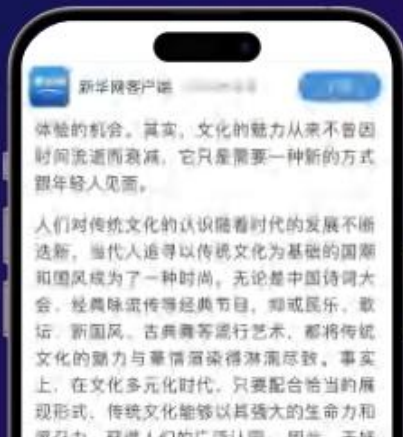 新华网客户端
体验的机会。其实，文化的魅力从来不曾因
时间流逝而衰减，它只是需要一种新的方式
跟年轻人见面。
人们对传统文化的认识随着时代的发展不断
迭新，当代人追寻以传统文化为基础的国潮
和国风成为了一种时尚。无论是中国诗词大
会、经典咏流传等经典节目，抑或民乐、歌
坛、新国风、古典舞等流行艺术，都将传统
文化的魅力与豪情渲染得淋漓尽致。事实
上，在文化多元化时代，只要配合恰当的展
现形式，传统文化能够以其强大的生命力和